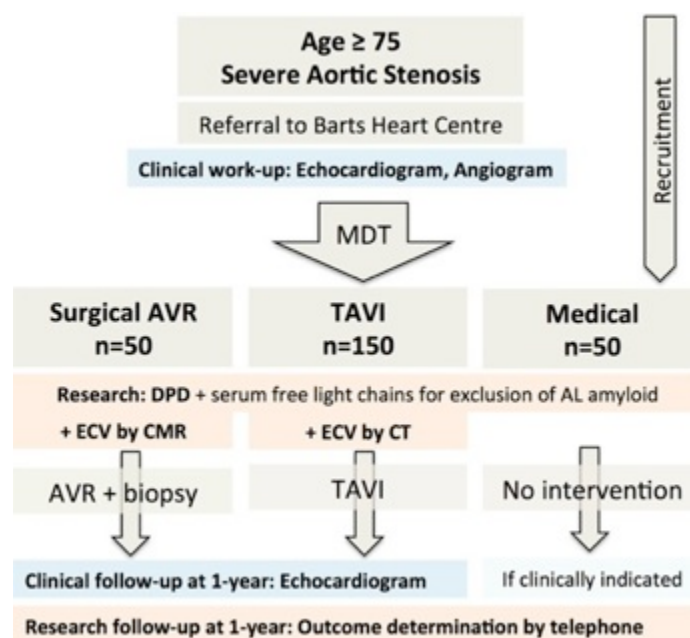 Age ≥ 75
Severe Aortic Stenosis
Referral to Barts Heart Centre
Clinical work-up: Echocardiogram, Angiogram
Recruitment
MDT
Surgical AVR
n=50
TAVI
n=150
Medical
n=50
Research: DPD + serum free light chains for exclusion of AL amyloid
+ ECV by CMR
+ ECV by CT
AVR + biopsy
TAVI
No intervention
Clinical follow-up at 1-year: Echocardiogram
If clinically indicated
Research follow-up at 1-year: Outcome determination by telephone